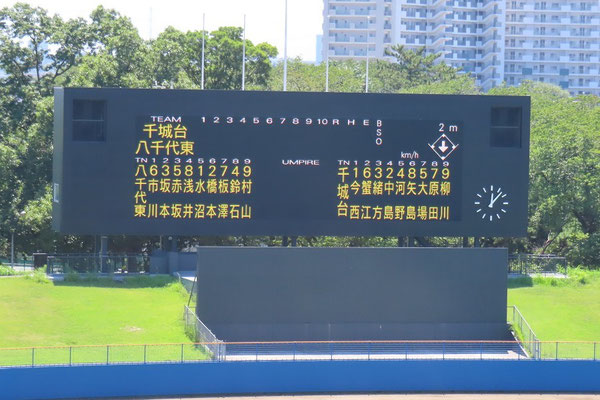 TEAM 1 2 3 4 5 6 7 8 9 10 R H E
千城台
八千代東
B
S
O
2 m
km/h
TN 1 2 3 4 5 6 7 8 9
八 6 3 5 8 1 2 7 4 9
千 市 坂 赤 浅 水 橋 板 鈴 村
代
東 川 本 坂 井 沼 本 澤 石 山
UMPIRE
TN 1 2 3 4 5 6 7 8 9
千 1 6 3 2 4 8 5 7 9
城 今 蟹 緒 中 河 矢 大 原 柳
台 西 江 方 島 野 島 場 田 川